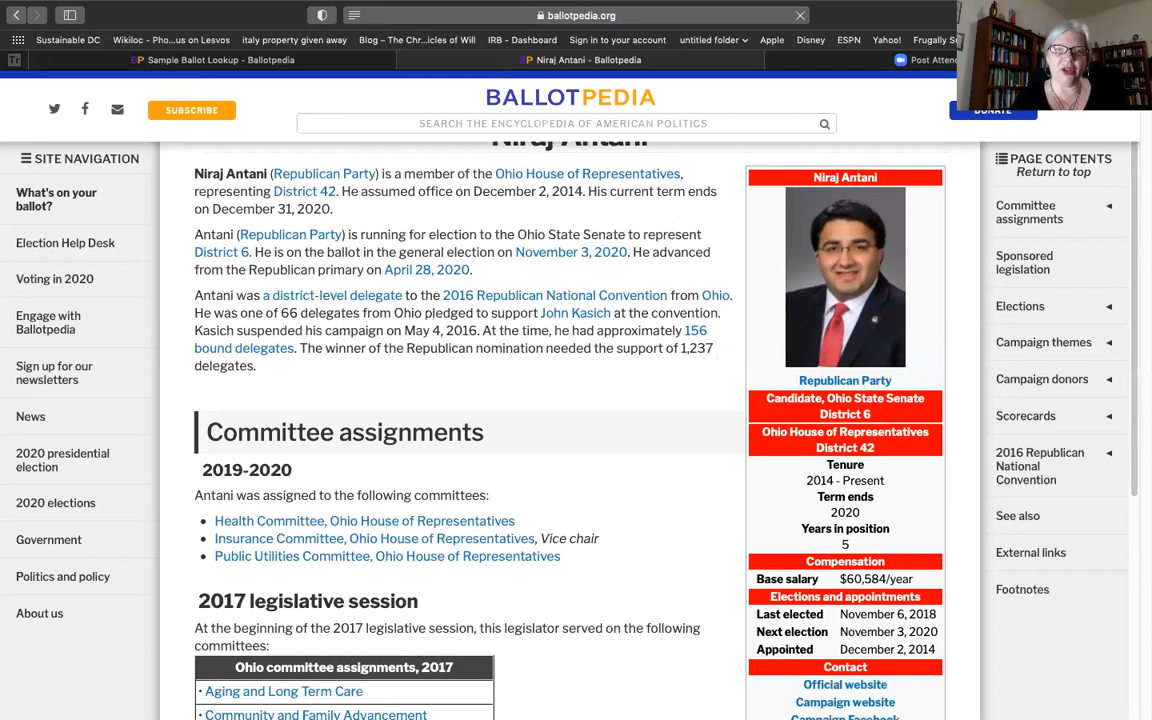 ballotpedia.org
Sustainable DC
Wikiloc - Pho...us on Lesvos
italy property given away
Blog – The Chr...icles of Will
IRB - Dashboard
Sign in to your account
untitled folder
Apple
Disney
ESPN
Yahoo!
Frugally
BP Sample Ballot Lookup - Ballotpedia
BP Niraj Antani - Ballotpedia
Post Atten
SUBSCRIBE
BALLOTPEDIA
SEARCH THE ENCYCLOPEDIA OF AMERICAN POLITICS
DONATE
SITE NAVIGATION
What's on your
ballot?
Election Help Desk
Voting in 2020
Engage with
Ballotpedia
Sign up for our
newsletters
News
2020 presidential
election
2020 elections
Government
Politics and policy
About us
Niraj Antani
Niraj Antani (Republican Party) is a member of the Ohio House of Representatives,
representing District 42. He assumed office on December 2, 2014. His current term ends
on December 31, 2020.
Antani (Republican Party) is running for election to the Ohio State Senate to represent
District 6. He is on the ballot in the general election on November 3, 2020. He advanced
from the Republican primary on April 28, 2020.
Antani was a district-level delegate to the 2016 Republican National Convention from Ohio.
He was one of 66 delegates from Ohio pledged to support John Kasich at the convention.
Kasich suspended his campaign on May 4, 2016. At the time, he had approximately 156
bound delegates. The winner of the Republican nomination needed the support of 1,237
delegates.
Committee assignments
2019-2020
Antani was assigned to the following committees:
• Health Committee, Ohio House of Representatives
• Insurance Committee, Ohio House of Representatives, Vice chair
• Public Utilities Committee, Ohio House of Representatives
2017 legislative session
At the beginning of the 2017 legislative session, this legislator served on the following
committees:
Ohio committee assignments, 2017
• Aging and Long Term Care
• Community and Family Advancement
Niraj Antani
Republican Party
Candidate, Ohio State Senate
District 6
Ohio House of Representatives
District 42
Tenure
2014 - Present
Term ends
2020
Years in position
5
Compensation
Base salary $60,584/year
Elections and appointments
Last elected November 6, 2018
Next election November 3, 2020
Appointed December 2, 2014
Contact
Official website
Campaign website
Campaign Facebook
PAGE CONTENTS
Return to top
Committee
assignments
Sponsored
legislation
Elections
Campaign themes
Campaign donors
Scorecards
2016 Republican
National
Convention
See also
External links
Footnotes